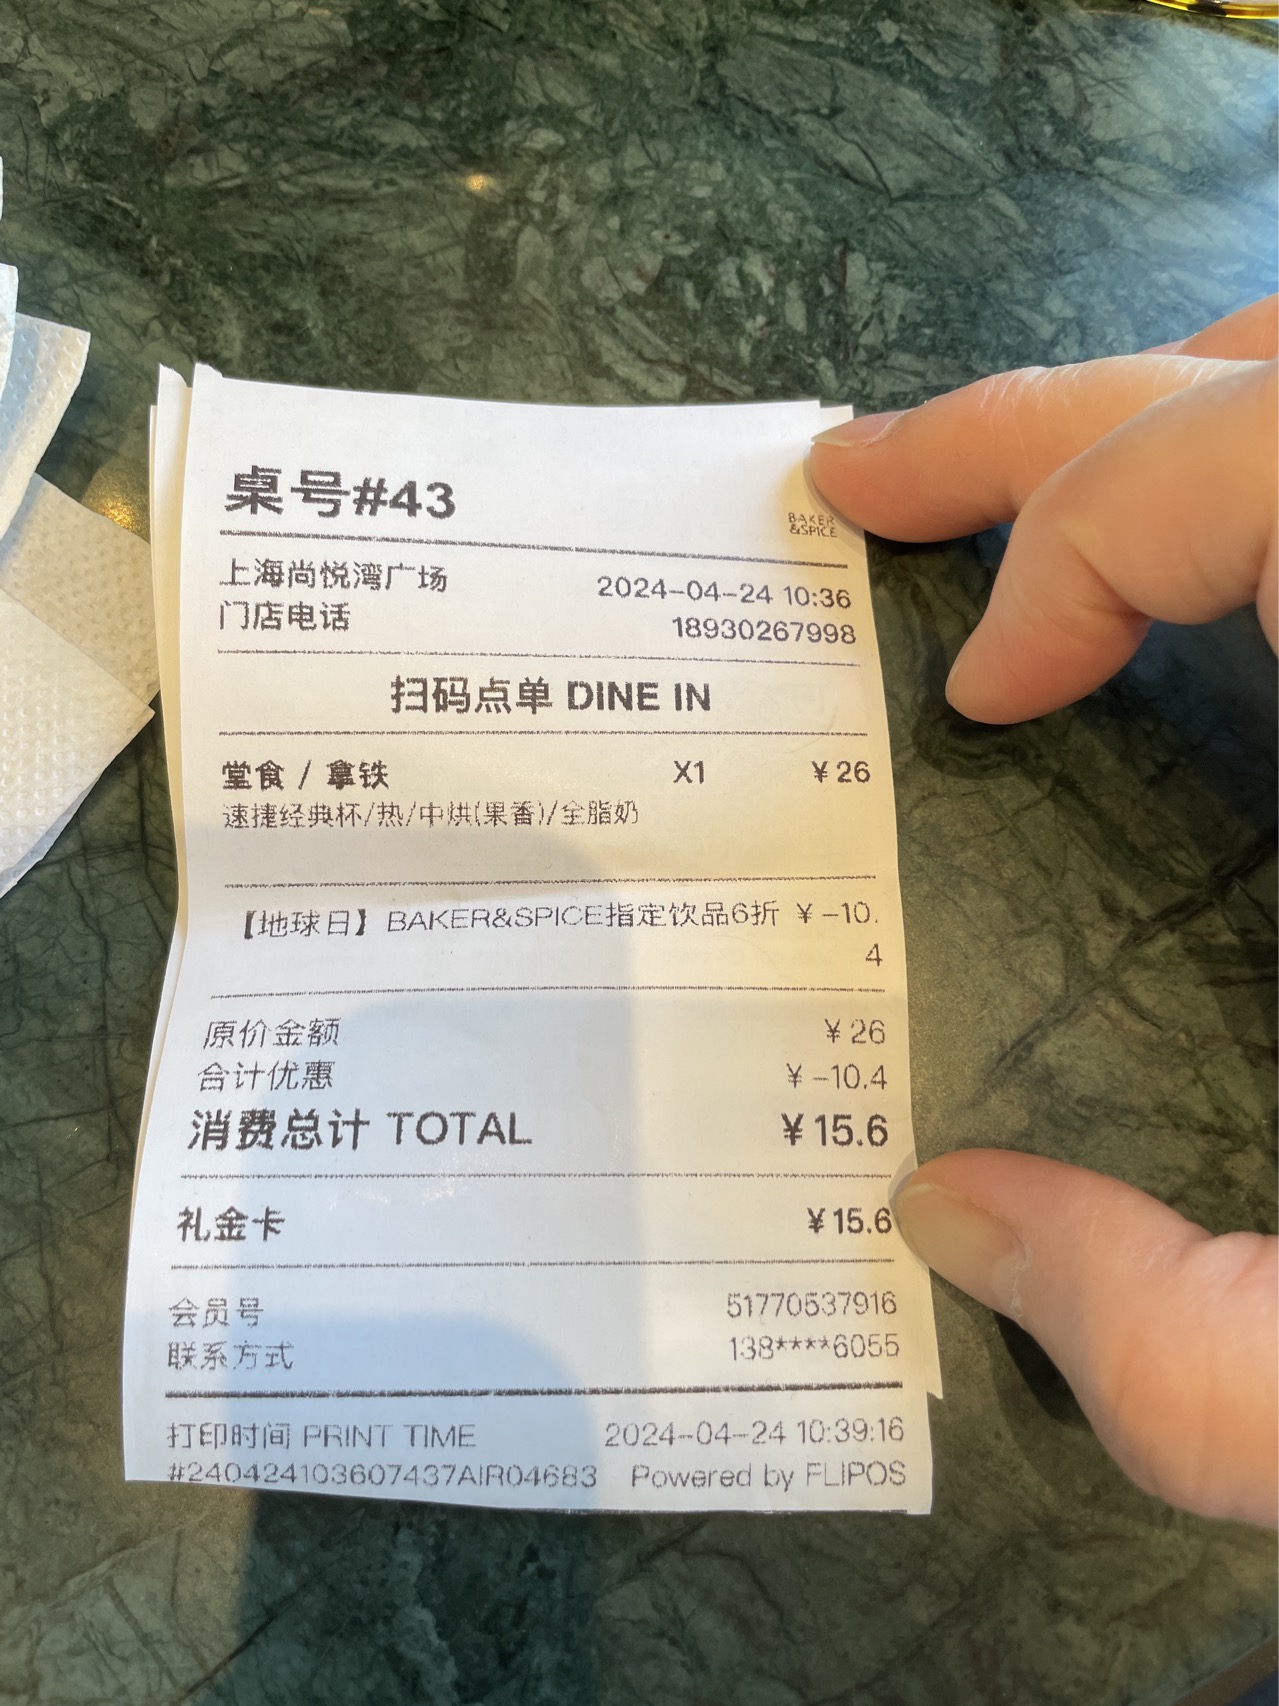 桌号#43
BAKER
&SPICE
上海尚悦湾广场 2024-04-24 10:36
门店电话 18930267998
扫码点单 DINE IN
堂食 / 拿铁 X1 ¥26
速捷经典杯/热/中烘(果香)/全脂奶
【地球日】BAKER&SPICE指定饮品6折 ¥-10.
4
原价金额 ¥26
合计优惠 ¥-10.4
消费总计 TOTAL ¥15.6
礼金卡 ¥15.6
会员号 51770537916
联系方式 138****6055
打印时间 PRINT TIME 2024-04-24 10:39:16
#240424103607437AIR04683 Powered by FLIPOS